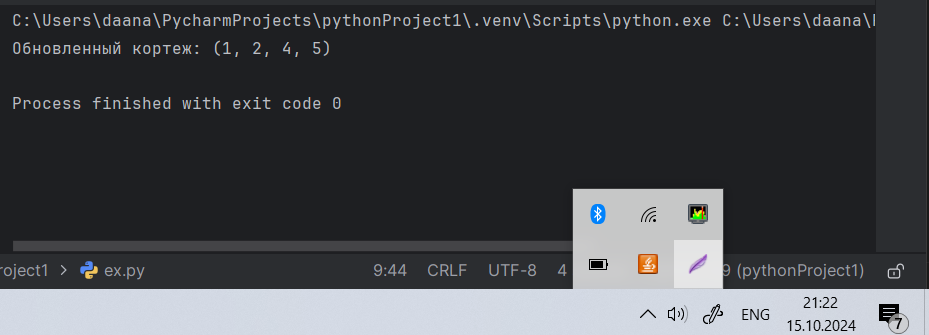 C:\Users\daana\PycharmProjects\pythonProject1\.venv\Scripts\python.exe C:\Users\daana\
Обновленный кортеж: (1, 2, 4, 5)
Process finished with exit code 0
roject1 > ex.py 9:44 CRLF UTF-8 4 9 (pythonProject1)
ENG 21:22
15.10.2024 7